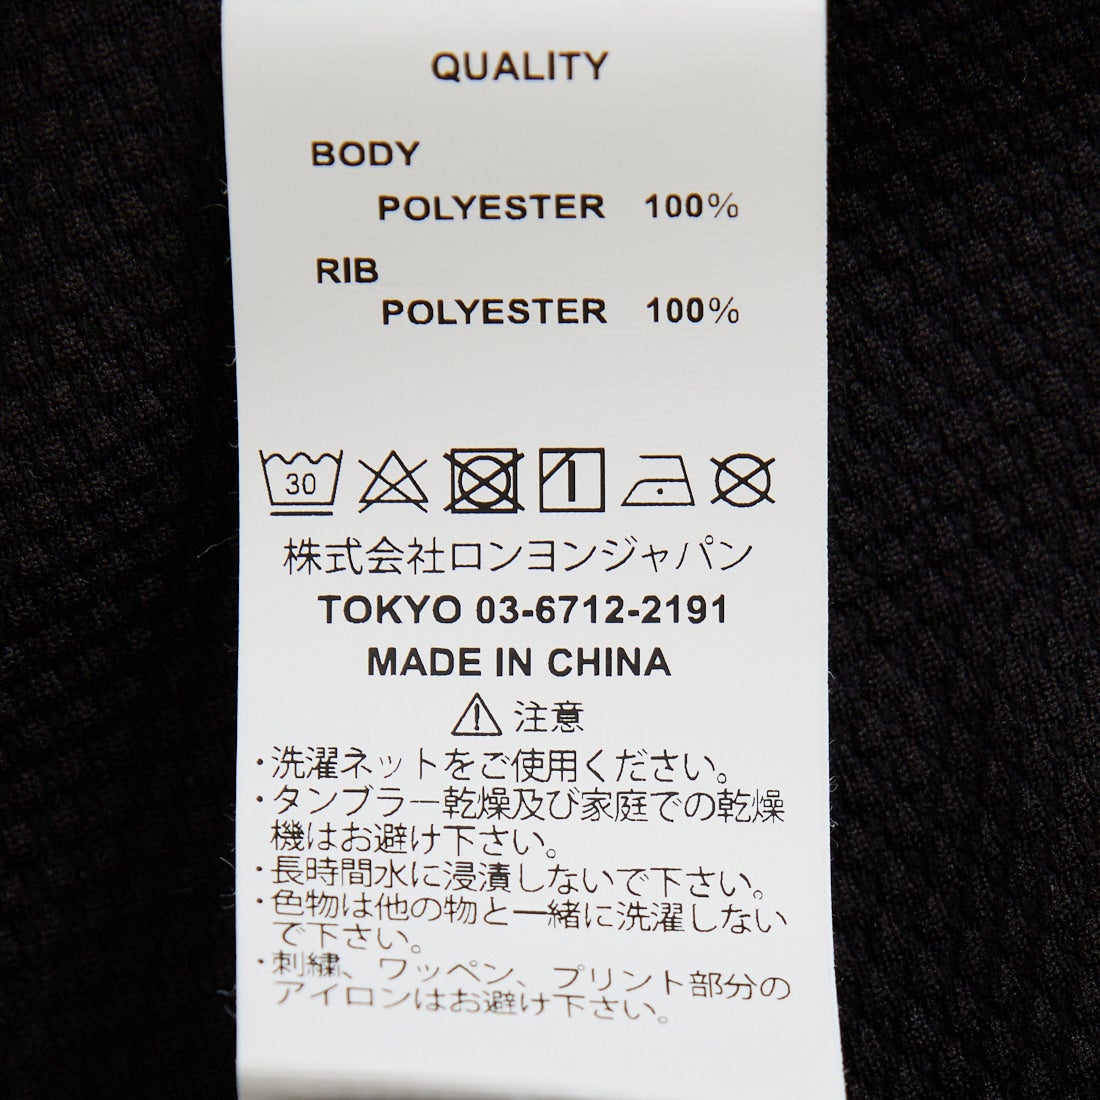 QUALITY
BODY
POLYESTER 100%
RIB
POLYESTER 100%
30
株式会社ロンヨンジャパン
TOKYO 03-6712-2191
MADE IN CHINA
注意
・洗濯ネットをご使用ください。
・タンブラー乾燥及び家庭での乾燥
機はお避け下さい。
・長時間水に浸漬しないで下さい。
・色物は他の物と一緒に洗濯しない
で下さい。
・刺繍、ワッペン、プリント部分の
アイロンはお避け下さい。